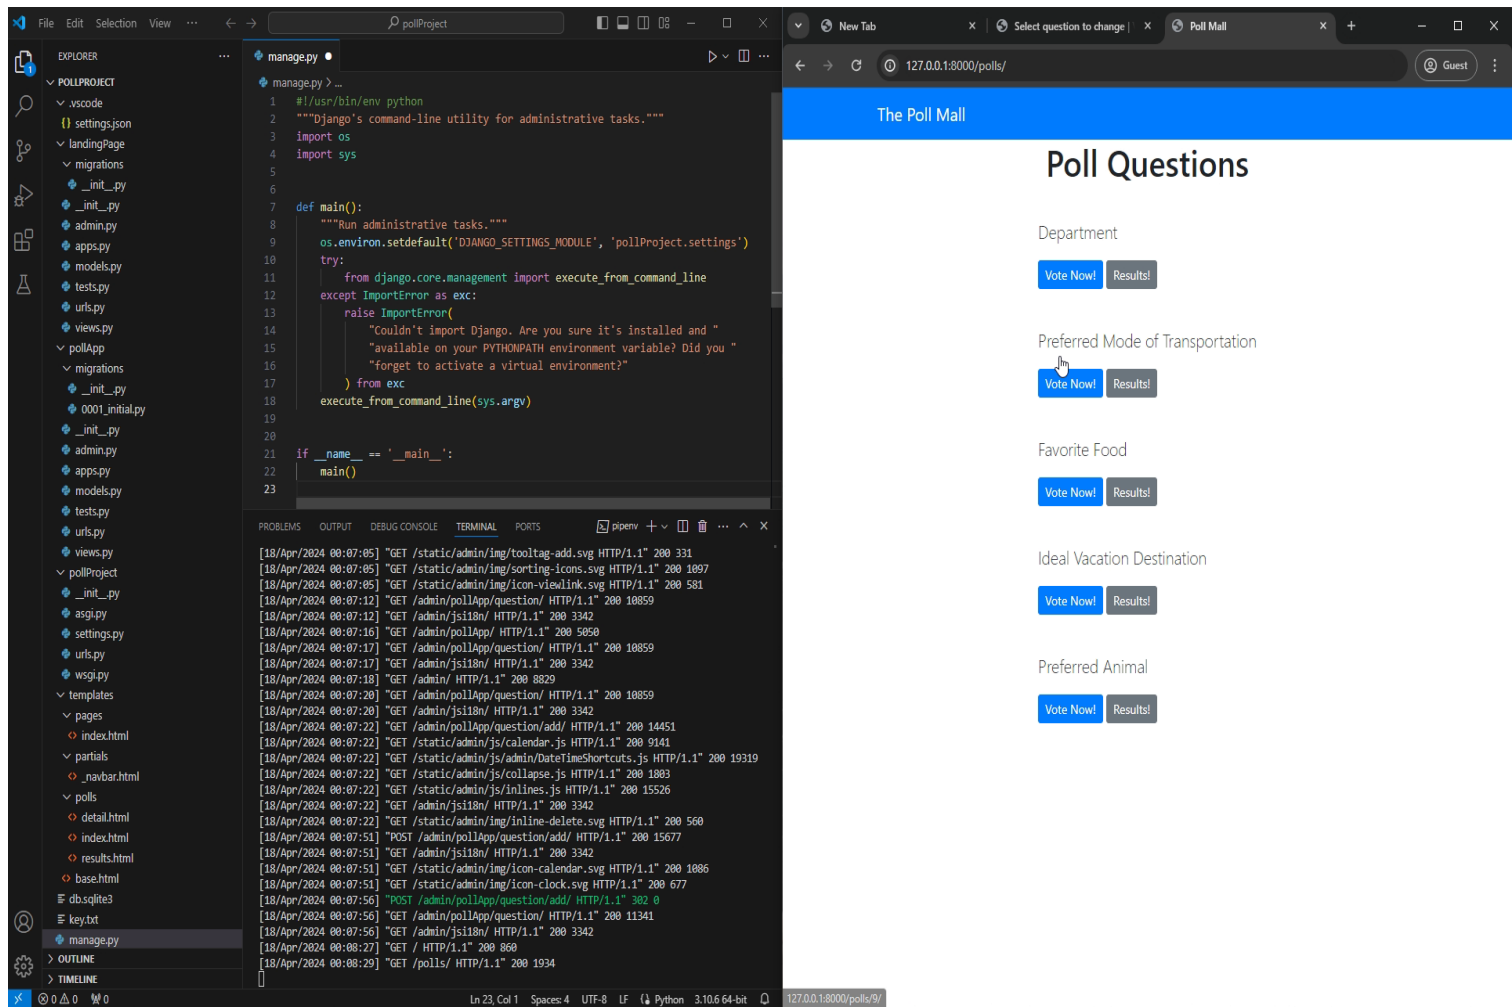 File Edit Selection View ··· pollProject
EXPLORER ···
POLLPROJECT
.vscode
{} settings.json
landingPage
migrations
__init__.py
__init__.py
admin.py
apps.py
models.py
tests.py
urls.py
views.py
pollApp
migrations
__init__.py
0001_initial.py
__init__.py
admin.py
apps.py
models.py
tests.py
urls.py
views.py
pollProject
__init__.py
asgi.py
settings.py
urls.py
wsgi.py
templates
pages
<> index.html
partials
<> _navbar.html
polls
<> detail.html
<> index.html
<> results.html
<> base.html
db.sqlite3
key.txt
manage.py
OUTLINE
TIMELINE
1
manage.py
manage.py > ...
1 #!/usr/bin/env python
2 """Django's command-line utility for administrative tasks."""
3 import os
4 import sys
5
6
7 def main():
8 """Run administrative tasks."""
9 os.environ.setdefault('DJANGO_SETTINGS_MODULE', 'pollProject.settings')
10 try:
11 from django.core.management import execute_from_command_line
12 except ImportError as exc:
13 raise ImportError(
14 "Couldn't import Django. Are you sure it's installed and "
15 "available on your PYTHONPATH environment variable? Did you "
16 "forget to activate a virtual environment?"
17 ) from exc
18 execute_from_command_line(sys.argv)
19
20
21 if __name__ == '__main__':
22 main()
23
PROBLEMS OUTPUT DEBUG CONSOLE TERMINAL PORTS pipenv
[18/Apr/2024 00:07:05] "GET /static/admin/img/tooltag-add.svg HTTP/1.1" 200 331
[18/Apr/2024 00:07:05] "GET /static/admin/img/sorting-icons.svg HTTP/1.1" 200 1097
[18/Apr/2024 00:07:05] "GET /static/admin/img/icon-viewlink.svg HTTP/1.1" 200 581
[18/Apr/2024 00:07:12] "GET /admin/pollApp/question/ HTTP/1.1" 200 10859
[18/Apr/2024 00:07:12] "GET /admin/jsi18n/ HTTP/1.1" 200 3342
[18/Apr/2024 00:07:16] "GET /admin/pollApp/ HTTP/1.1" 200 5050
[18/Apr/2024 00:07:17] "GET /admin/pollApp/question/ HTTP/1.1" 200 10859
[18/Apr/2024 00:07:17] "GET /admin/jsi18n/ HTTP/1.1" 200 3342
[18/Apr/2024 00:07:18] "GET /admin/ HTTP/1.1" 200 8829
[18/Apr/2024 00:07:20] "GET /admin/pollApp/question/ HTTP/1.1" 200 10859
[18/Apr/2024 00:07:20] "GET /admin/jsi18n/ HTTP/1.1" 200 3342
[18/Apr/2024 00:07:22] "GET /admin/pollApp/question/add/ HTTP/1.1" 200 14451
[18/Apr/2024 00:07:22] "GET /static/admin/js/calendar.js HTTP/1.1" 200 9141
[18/Apr/2024 00:07:22] "GET /static/admin/js/admin/DateTimeShortcuts.js HTTP/1.1" 200 19319
[18/Apr/2024 00:07:22] "GET /static/admin/js/collapse.js HTTP/1.1" 200 1803
[18/Apr/2024 00:07:22] "GET /static/admin/js/inlines.js HTTP/1.1" 200 15526
[18/Apr/2024 00:07:22] "GET /admin/jsi18n/ HTTP/1.1" 200 3342
[18/Apr/2024 00:07:22] "GET /static/admin/img/inline-delete.svg HTTP/1.1" 200 560
[18/Apr/2024 00:07:51] "POST /admin/pollApp/question/add/ HTTP/1.1" 200 15677
[18/Apr/2024 00:07:51] "GET /admin/jsi18n/ HTTP/1.1" 200 3342
[18/Apr/2024 00:07:51] "GET /static/admin/img/icon-calendar.svg HTTP/1.1" 200 1086
[18/Apr/2024 00:07:51] "GET /static/admin/img/icon-clock.svg HTTP/1.1" 200 677
[18/Apr/2024 00:07:56] "POST /admin/pollApp/question/add/ HTTP/1.1" 302 0
[18/Apr/2024 00:07:56] "GET /admin/pollApp/question/ HTTP/1.1" 200 11341
[18/Apr/2024 00:07:56] "GET /admin/jsi18n/ HTTP/1.1" 200 3342
[18/Apr/2024 00:08:27] "GET / HTTP/1.1" 200 860
[18/Apr/2024 00:08:29] "GET /polls/ HTTP/1.1" 200 1934
0 0 0 Ln 23, Col 1 Spaces: 4 UTF-8 LF Python 3.10.6 64-bit
New Tab Select question to change | Poll Mall
127.0.0.1:8000/polls/ Guest
The Poll Mall
Poll Questions
Department
Vote Now! Results!
Preferred Mode of Transportation
Vote Now! Results!
Favorite Food
Vote Now! Results!
Ideal Vacation Destination
Vote Now! Results!
Preferred Animal
Vote Now! Results!
127.0.0.1:8000/polls/9/